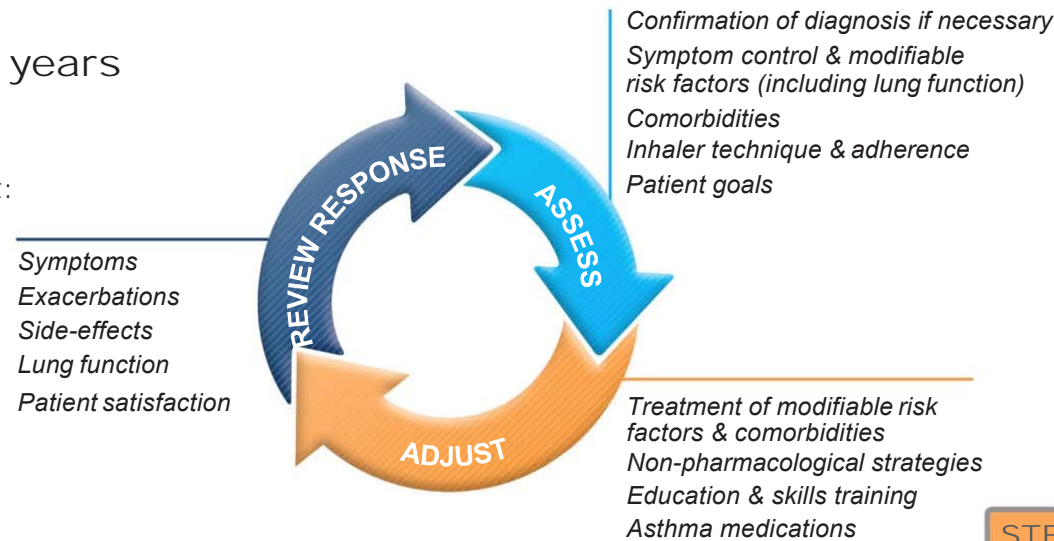 years
:
Confirmation of diagnosis if necessary
Symptom control & modifiable
risk factors (including lung function)
Comorbidities
Inhaler technique & adherence
Patient goals
REVIEW RESPONSE
ASSESS
ADJUST
Symptoms
Exacerbations
Side-effects
Lung function
Patient satisfaction
Treatment of modifiable risk
factors & comorbidities
Non-pharmacological strategies
Education & skills training
Asthma medications